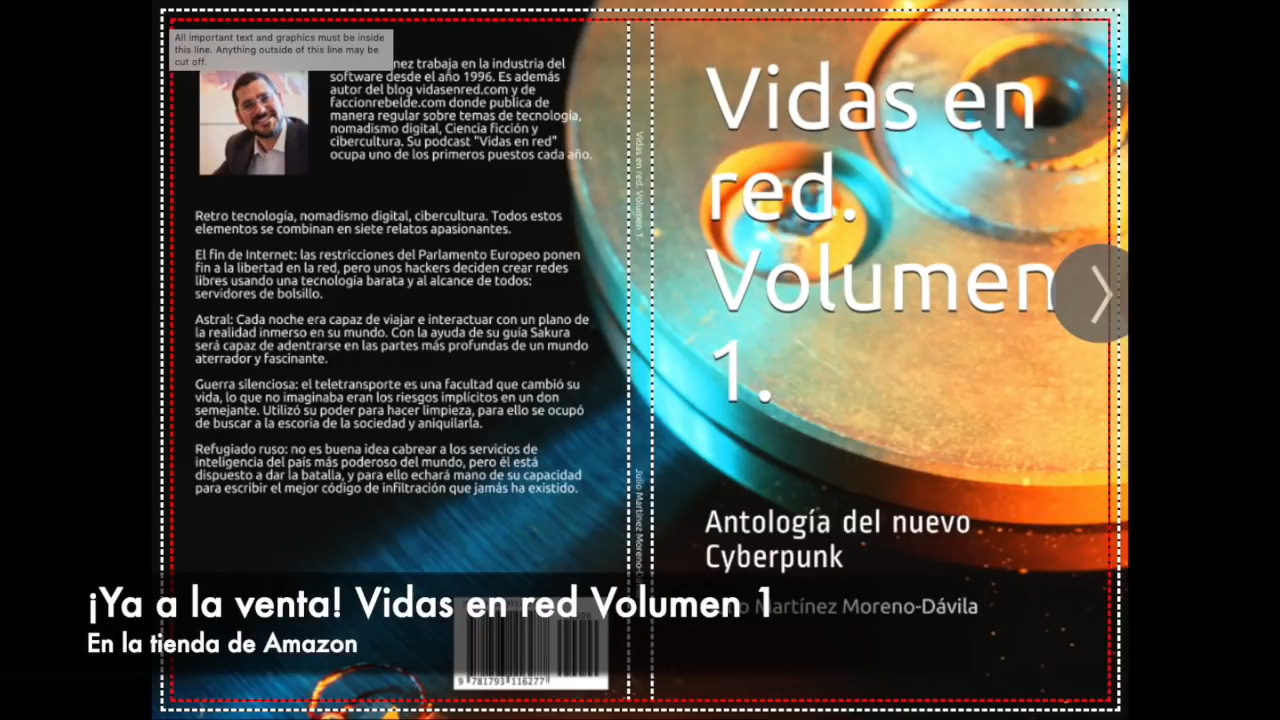 All important text and graphics must be inside
this line. Anything outside of this line may be
cut off.
nez trabaja en la industria del
software desde el año 1996. Es además
autor del blog vidasenred.com y de
faccionrebelde.com donde publica de
manera regular sobre temas de tecnología,
nomadismo digital, Ciencia ficción y
cibercultura. Su podcast "Vidas en red"
ocupa uno de los primeros puestos cada año.
Retro tecnología, nomadismo digital, cibercultura. Todos estos
elementos se combinan en siete relatos apasionantes.
El fin de Internet: las restricciones del Parlamento Europeo ponen
fin a la libertad en la red, pero unos hackers deciden crear redes
libres usando una tecnología barata y al alcance de todos:
servidores de bolsillo.
Astral: Cada noche era capaz de viajar e interactuar con un plano de
la realidad inmerso en su mundo. Con la ayuda de su guía Sakura
será capaz de adentrarse en las partes más profundas de un mundo
aterrador y fascinante.
Guerra silenciosa: el teletransporte es una facultad que cambió su
vida, lo que no imaginaba eran los riesgos implícitos en un don
semejante. Utilizó su poder para hacer limpieza, para ello se ocupó
de buscar a la escoria de la sociedad y aniquilarla.
Refugiado ruso: no es buena idea cabrear a los servicios de
inteligencia del país más poderoso del mundo, pero él está
dispuesto a dar la batalla, y para ello echará mano de su capacidad
para escribir el mejor código de infiltración que jamás ha existido.
Vidas en red. Volumen 1
Julio Martínez Moreno-D
Vidas en
red.
Volumen
1.
Antología del nuevo
Cyberpunk
Martínez Moreno-Dávila
¡Ya a la venta! Vidas en red Volumen 1
En la tienda de Amazon
9 781793 116277